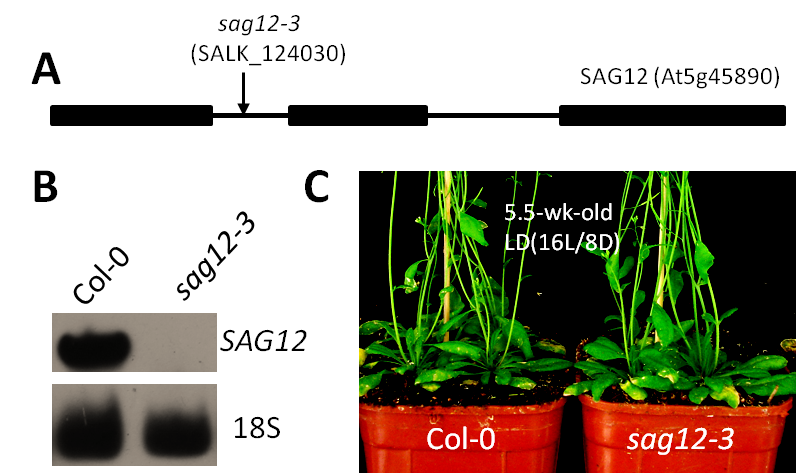 A
sag12-3
(SALK_124030)
SAG12 (At5g45890)
B
Col-0
sag12-3
SAG12
18S
C
5.5-wk-old
LD(16L/8D)
Col-0
sag12-3